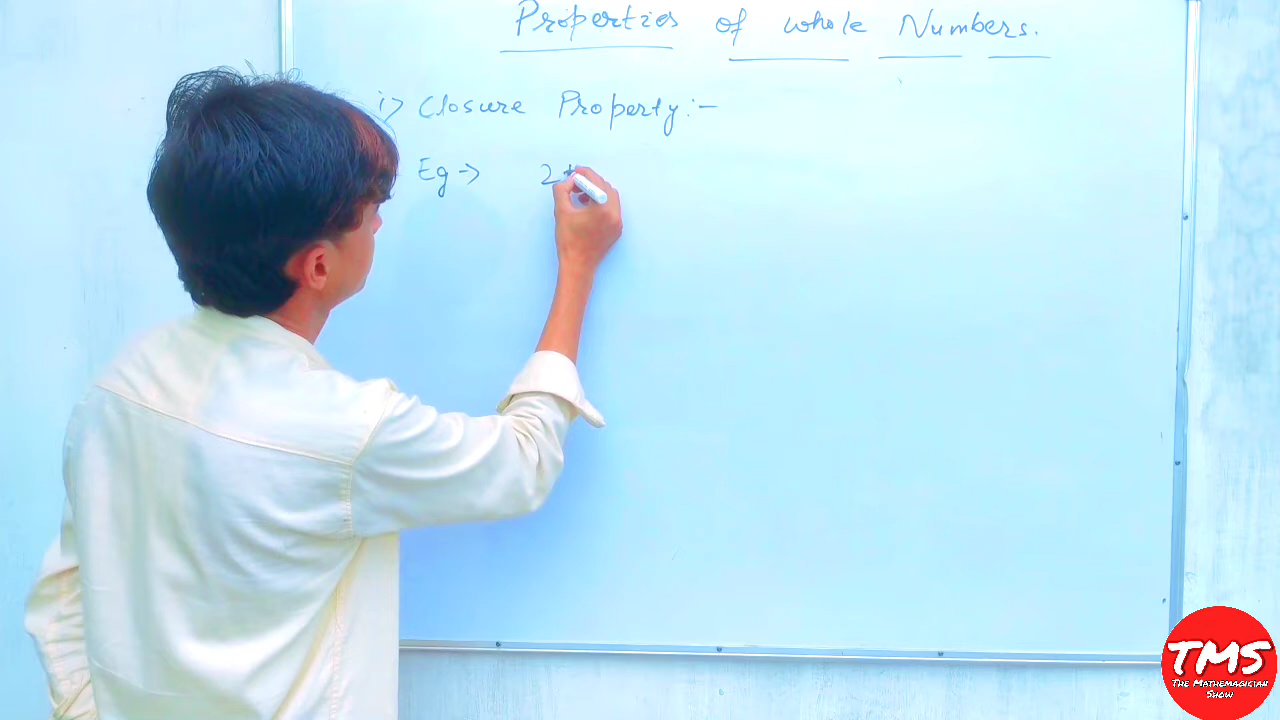 Properties of whole Numbers.
i> Closure Property:-
Eg-> 2+
TMS
The Mathemagician
Show